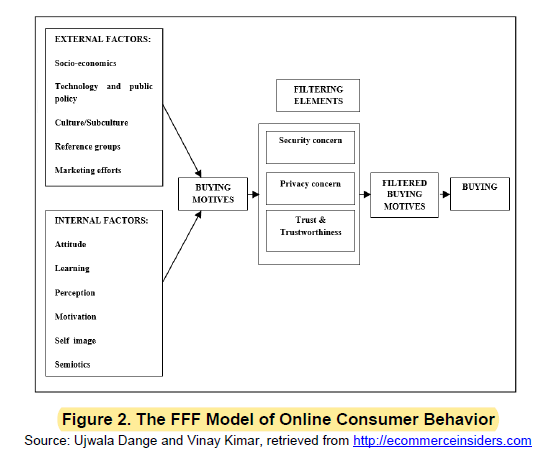 EXTERNAL FACTORS:
Socio-economics
Technology and public
policy
Culture/Subculture
Reference groups
Marketing efforts
INTERNAL FACTORS:
Attitude
Learning
Perception
Motivation
Self image
Semiotics
BUYING
MOTIVES
FILTERING
ELEMENTS
Security concern
Privacy concern
Trust &
Trustworthiness
FILTERED
BUYING
MOTIVES
BUYING
Figure 2. The FFF Model of Online Consumer Behavior
Source: Ujwala Dange and Vinay Kimar, retrieved from http://ecommerceinsiders.com